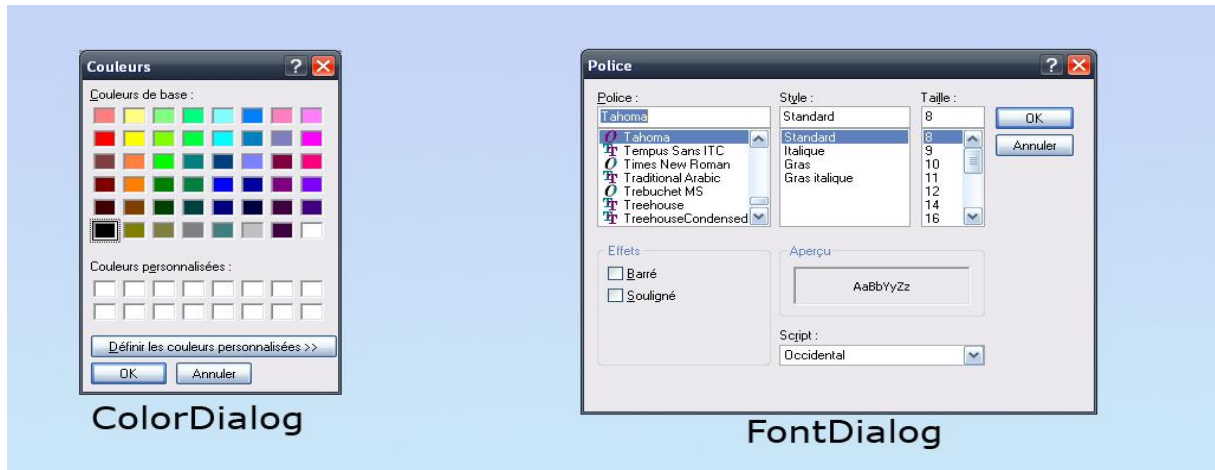 Couleurs
Couleurs de base :
Couleurs personnalisées :
Définir les couleurs personnalisées >>
OK Annuler
ColorDialog
Police
Police : Style : Taille :
Tahoma Standard 8 OK
Tahoma Standard 8 Annuler
Tempus Sans ITC Italique 9
Times New Roman Gras 10
Traditional Arabic Gras italique 11
Trebuchet MS 12
Treehouse 14
TreehouseCondensed 16
Effets Aperçu
Barré
Souligné
AaBbYyZz
Script :
Occidental
FontDialog